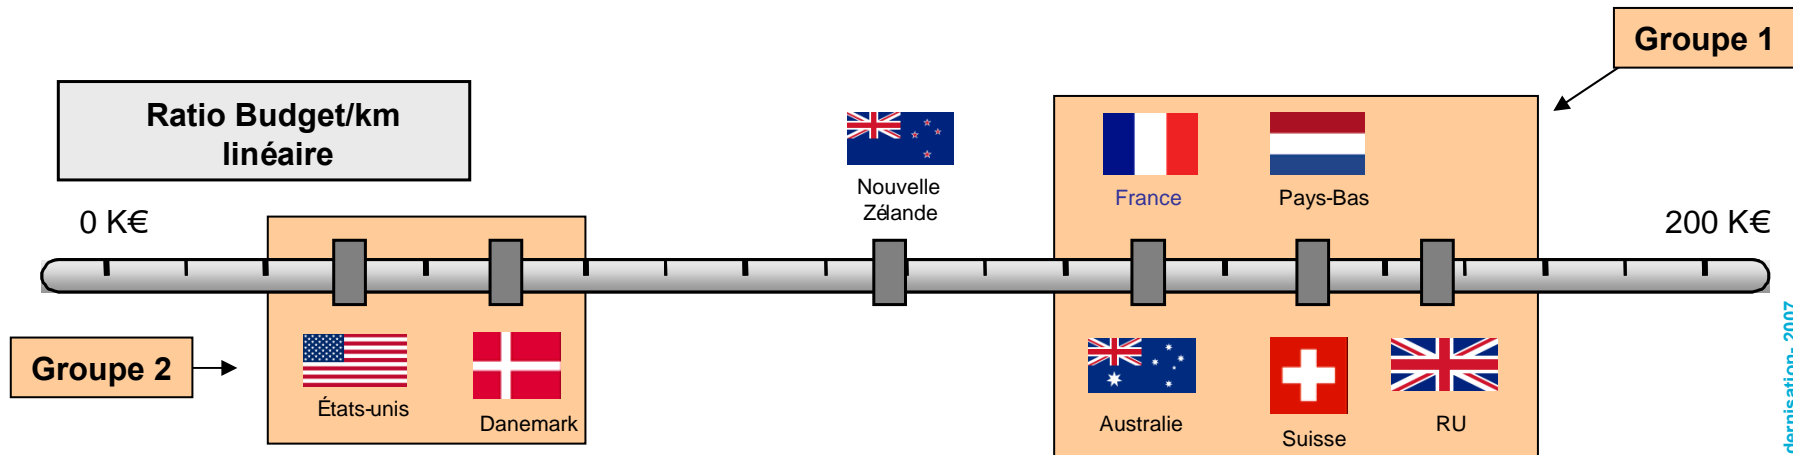 Groupe 1
Ratio Budget/km
linéaire
Nouvelle
Zélande
France
Pays-Bas
0 K€
200 K€
Groupe 2
États-unis
Danemark
Australie
Suisse
RU
2007